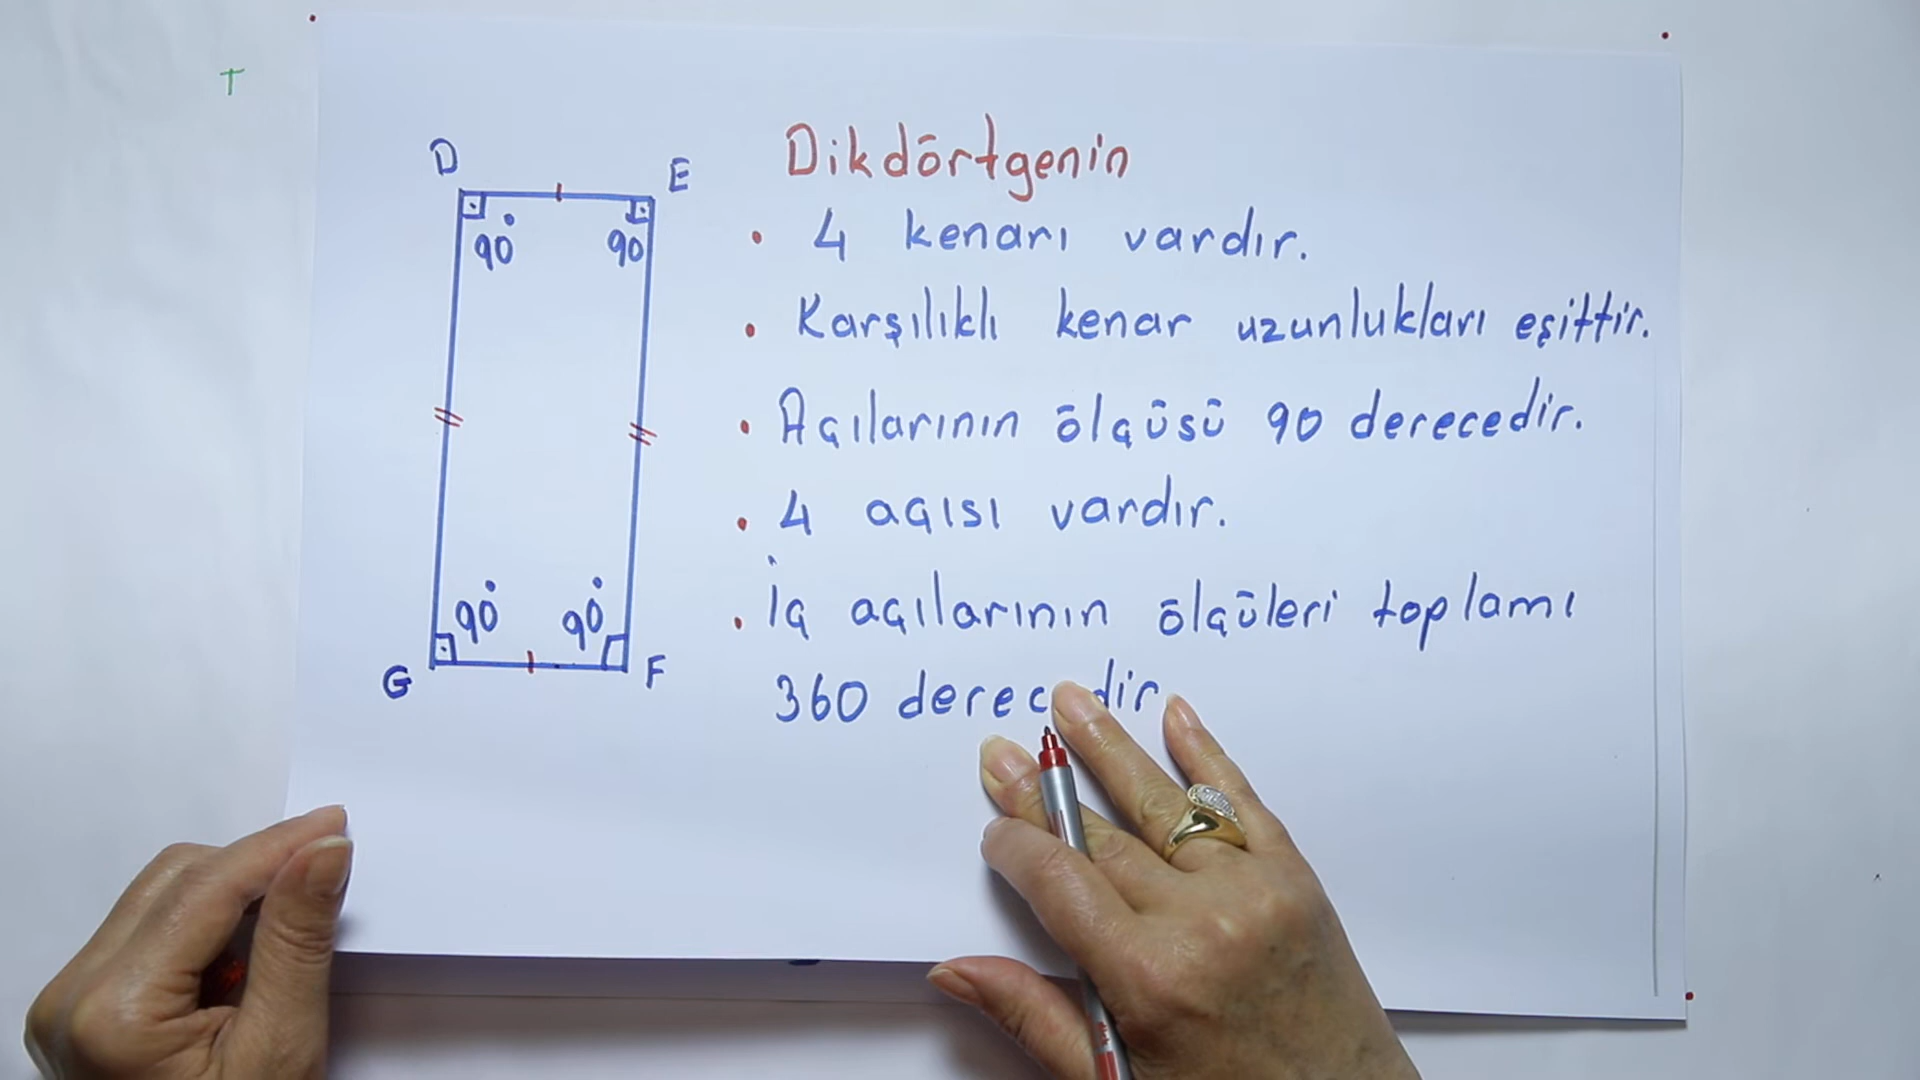 T
D
E
90°
90
90°
90°
G
F
Dikdörtgenin
• 4 kenarı vardır.
• Karşılıklı kenar uzunlukları eşittir.
• Açılarının ölçüsü 90 derecedir.
• 4 açısı vardır.
• İç açılarının ölçüleri toplamı
360 derecedir